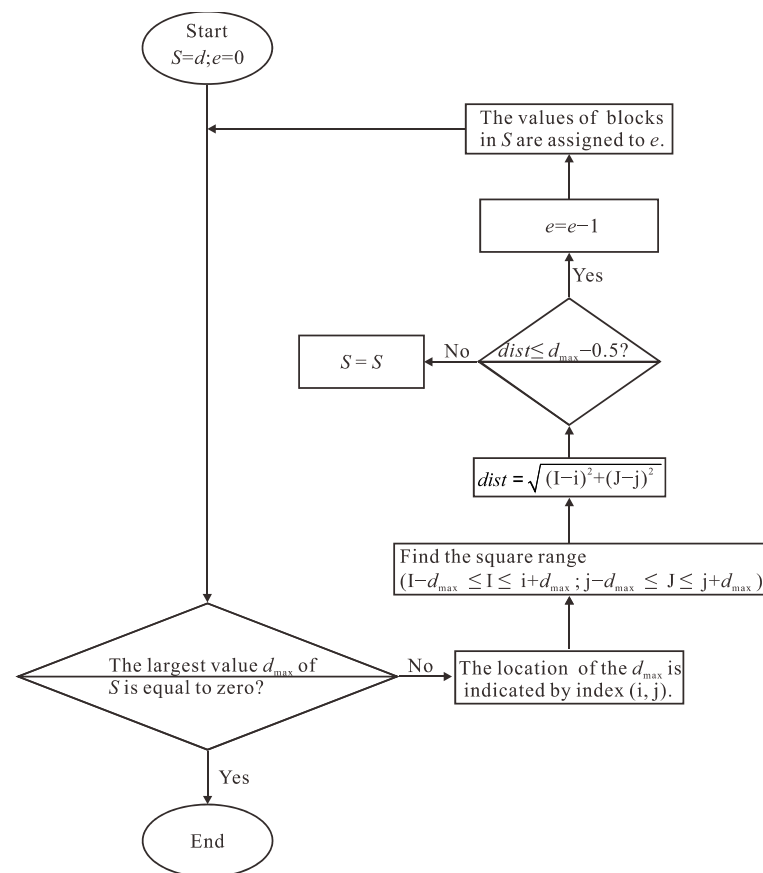 Start
S=d;e=0
The values of blocks
in S are assigned to e.
e=e−1
Yes
dist≤ dmax−0.5?
No
S = S
dist = √(I−i)²+(J−j)²
Find the square range
(I−dmax ≤ I ≤ i+dmax ; j−dmax ≤ J ≤ j+dmax )
The largest value dmax of
S is equal to zero?
No
The location of the dmax is
indicated by index (i, j).
Yes
End